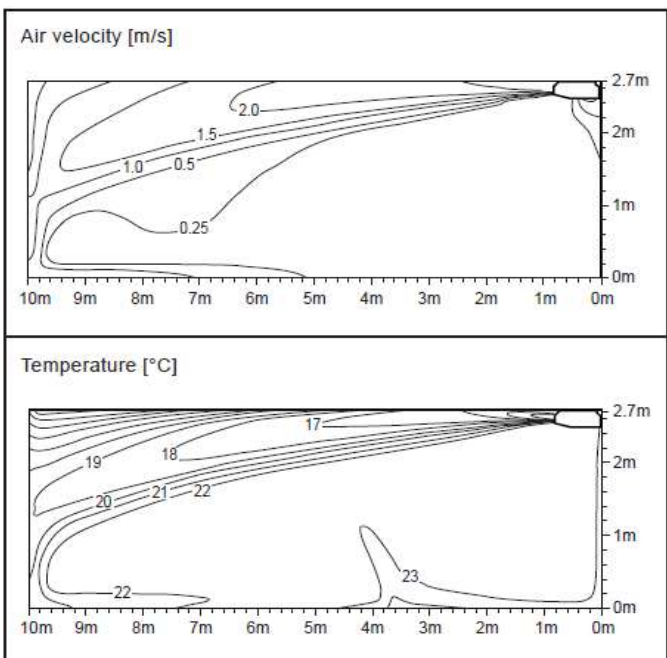 Air velocity [m/s]
2.7m
2.0
2m
1.5
1.0
0.5
1m
0.25
0m
10m 9m 8m 7m 6m 5m 4m 3m 2m 1m 0m
Temperature [°C]
2.7m
17
18
19
2m
20 21 22
1m
23
22
0m
10m 9m 8m 7m 6m 5m 4m 3m 2m 1m 0m